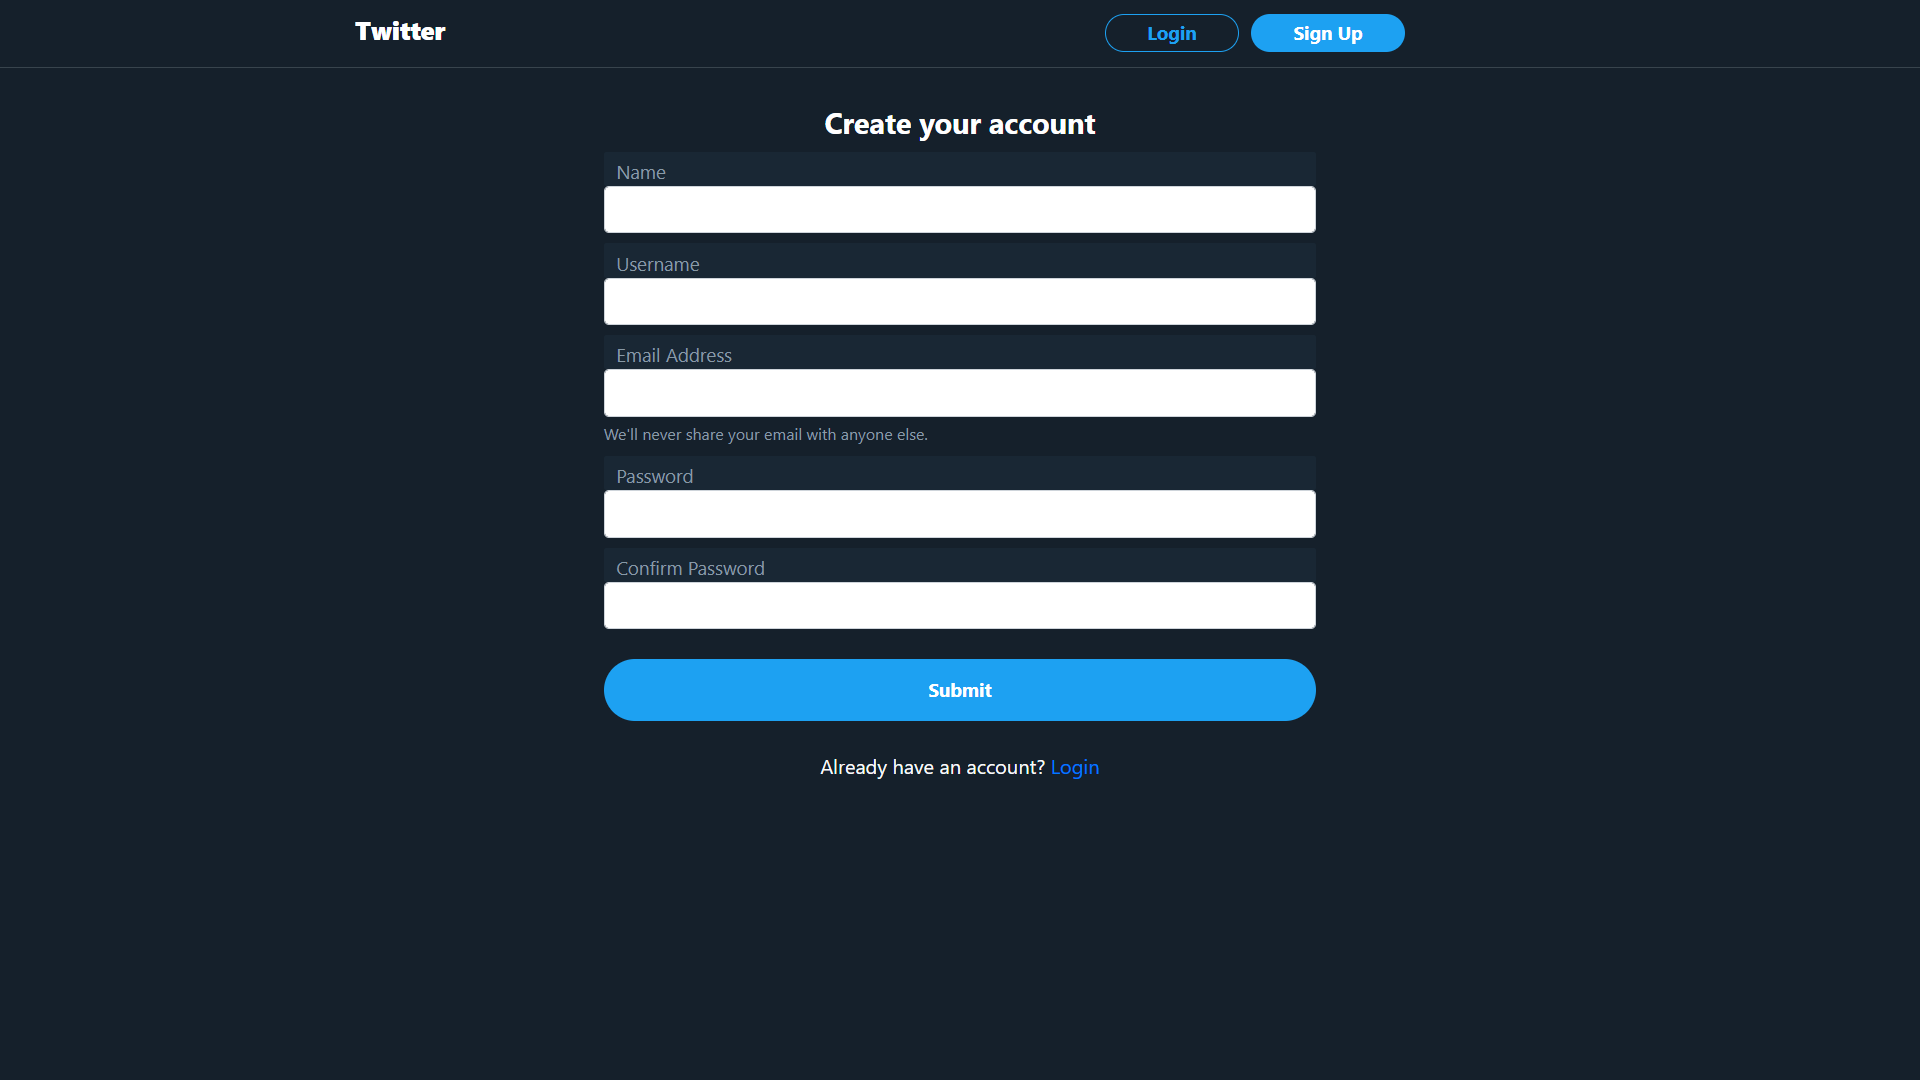 Twitter
Login
Sign Up
Create your account
Name
Username
Email Address
We'll never share your email with anyone else.
Password
Confirm Password
Submit
Already have an account? Login